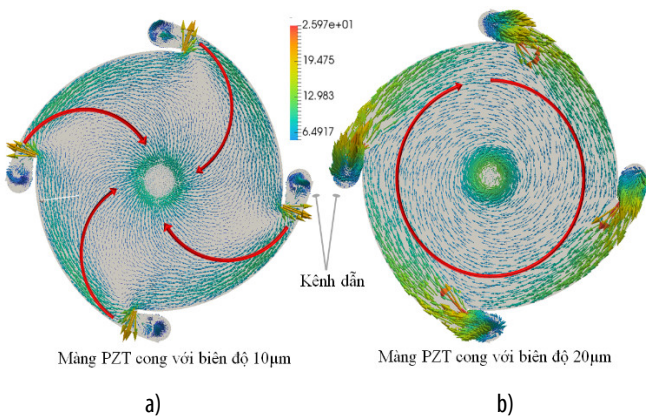 2.597e+01
19.475
12.983
6.4917
Kênh dẫn
Màng PZT cong với biên độ 10µm
Màng PZT cong với biên độ 20µm
a)
b)